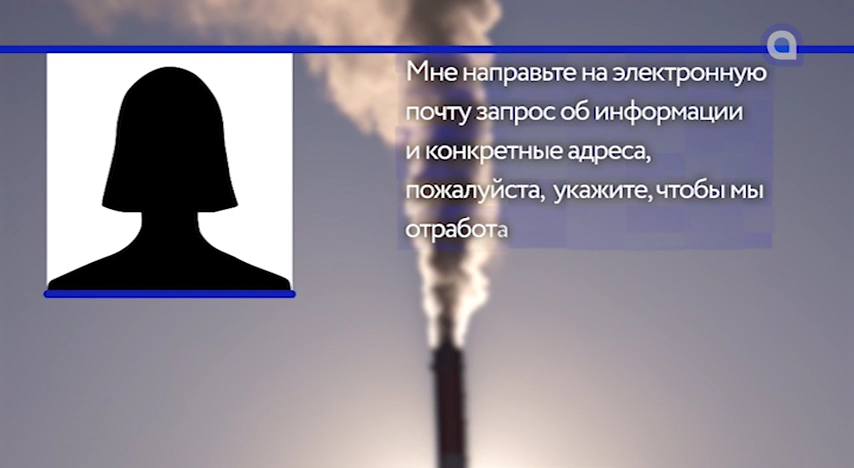 Мне направьте на электронную
почту запрос об информации
и конкретные адреса,
пожалуйста, укажите, чтобы мы
отработа